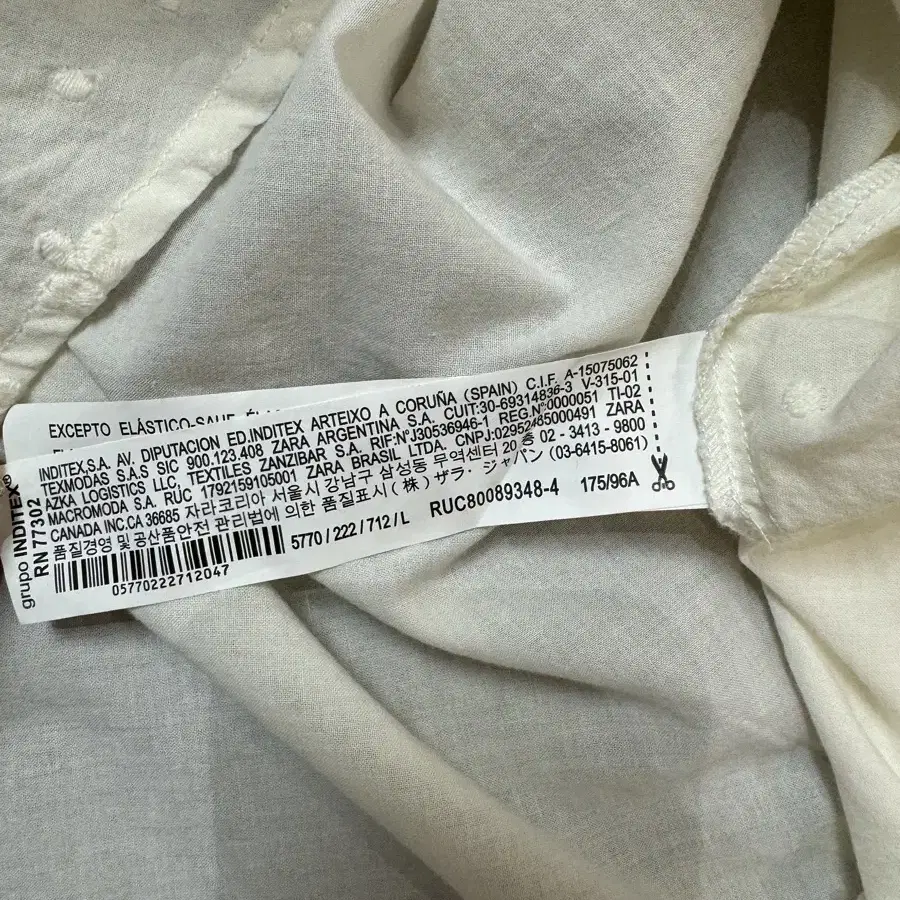 EXCEPTO ELÁSTICO-SAUF
grupo INDITEX®
RN 77302
INDITEX,S.A. AV. DIPUTACION ED.INDITEX ARTEIXO A CORUÑA (SPAIN) C.I.F. A-15075062
TEXMODAS S.A.S SIC 900.123.408 ZARA ARGENTINA S.A. CUIT:30-69314836-3 V-315-01
AZKA LOGISTICS LLC, TEXTILES ZANZIBAR S.A. RIF:NºJ30536946-1 REG.Nº:0000051 TI-02
MACROMODA S.A. RUC 1792159105001 ZARA BRASIL LTDA. CNPJ:02952485000491 ZARA
CANADA INC.CA 36685 자라코리아 서울시 강남구 삼성동 무역센터 20 층 02 - 3413 - 9800
품질경영 및 공산품안전 관리법에 의한 품질표시 (株) ザラ・ジャパン (03-6415-8061)
5770 / 222 / 712 / L RUC80089348-4 175/96A
05770222712047